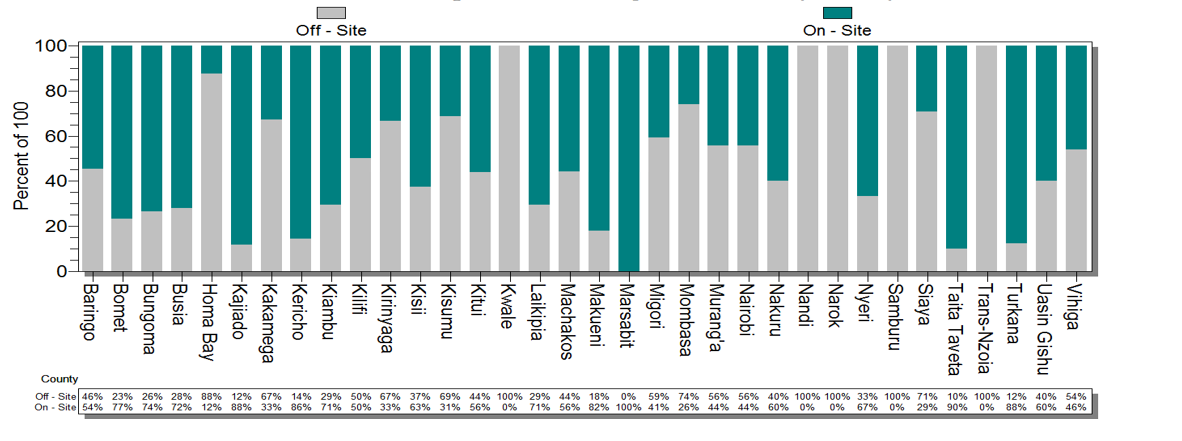 Off - Site
On - Site
Percent of 100
100
80
60
40
20
0
Baringo
Bomet
Bungoma
Busia
Homa Bay
Kajiado
Kakamega
Kericho
Kiambu
Kilifi
Kirinyaga
Kisii
Kisumu
Kitui
Kwale
Laikipia
Machakos
Makueni
Marsabit
Migori
Mombasa
Murang'a
Nairobi
Nakuru
Nandi
Narok
Nyeri
Samburu
Siaya
Taita Taveta
Trans-Nzoia
Turkana
Uasin Gishu
Vihiga
County
Off - Site 46% 23% 26% 28% 88% 12% 67% 14% 29% 50% 67% 37% 69% 44% 100% 29% 44% 18% 0% 59% 74% 56% 56% 40% 100% 100% 33% 100% 71% 10% 100% 12% 40% 54%
On - Site 54% 77% 74% 72% 12% 88% 33% 86% 71% 50% 33% 63% 31% 56% 0% 71% 56% 82% 100% 41% 26% 44% 44% 60% 0% 0% 67% 0% 29% 90% 0% 88% 60% 46%